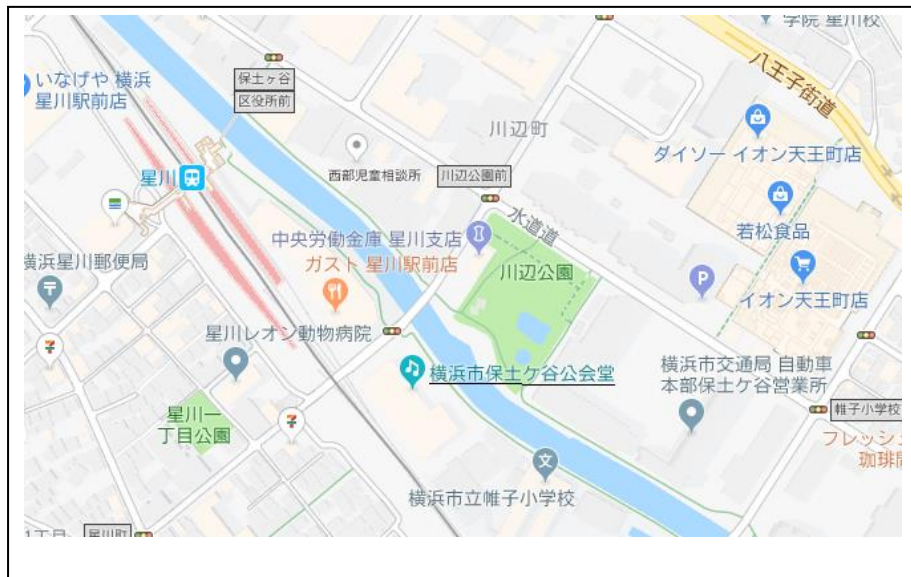 学院 星川校
八王子街道
いなげや 横浜
星川駅前店
保土ヶ谷
区役所前
川辺町
ダイソー イオン天王町店
西部児童相談所
川辺公園前
星川
水道道
若松食品
中央労働金庫 星川支店
ガスト 星川駅前店
川辺公園
横浜星川郵便局
P
イオン天王町店
星川レオン動物病院
横浜市保土ケ谷公会堂
横浜市交通局 自動車
本部保土ケ谷営業所
星川一
丁目公園
帷子小学校
フレッシュ
珈琲
文
横浜市立帷子小学校
1丁目
星川町